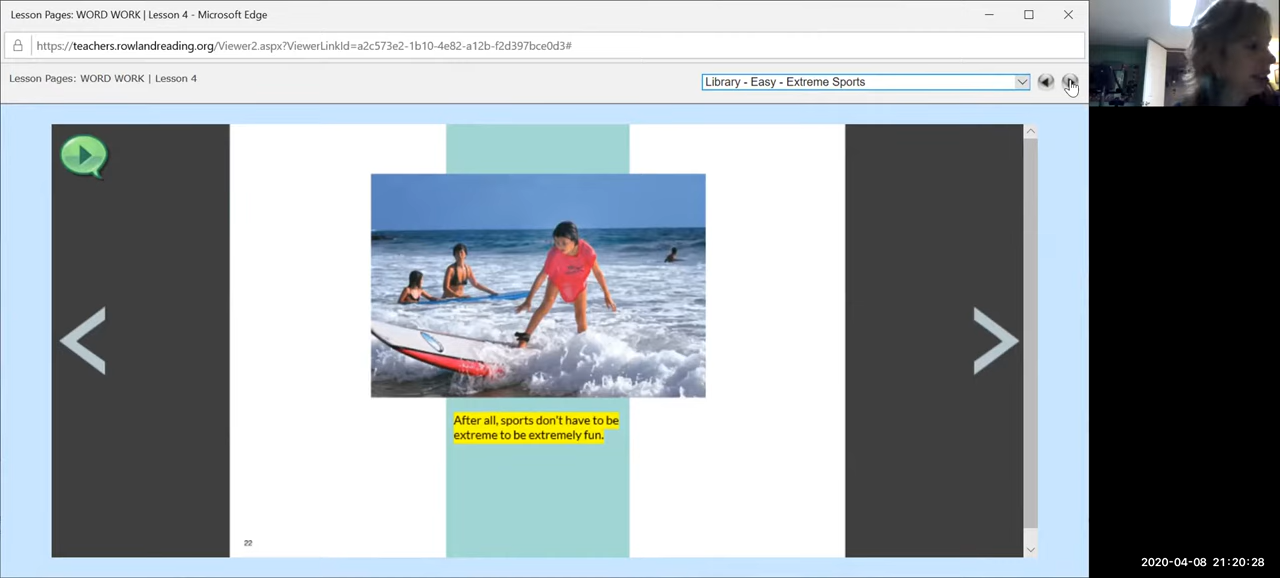 Lesson Pages: WORD WORK | Lesson 4 - Microsoft Edge
https://teachers.rowlandreading.org/Viewer2.aspx?ViewerLinkId=a2c573e2-1b10-4e82-a12b-f2d397bce0d3#
Lesson Pages: WORD WORK | Lesson 4
Library - Easy - Extreme Sports
After all, sports don't have to be
extreme to be extremely fun.
22
2020-04-08 21:20:28